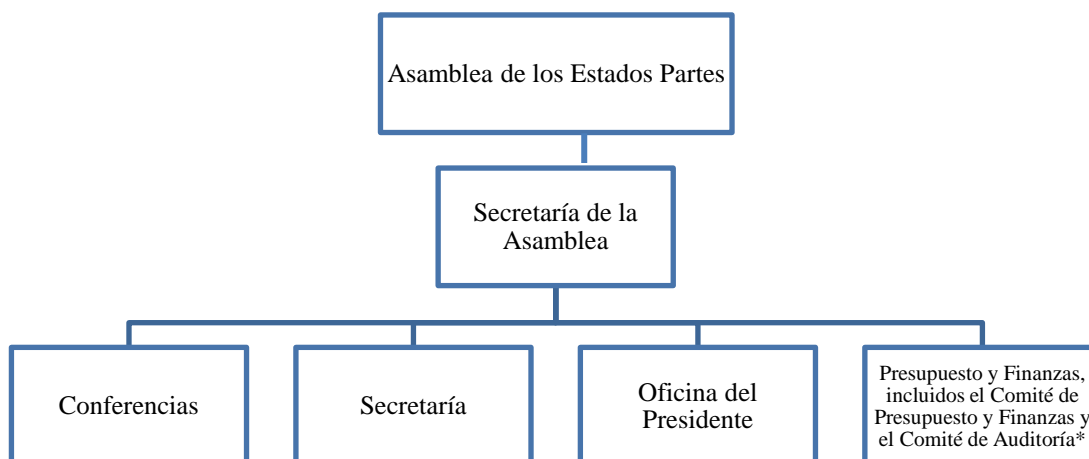 Asamblea de los Estados Partes
Secretaría de la
Asamblea
Conferencias
Secretaría
Oficina del
Presidente
Presupuesto y Finanzas,
incluidos el Comité de
Presupuesto y Finanzas y
el Comité de Auditoría*